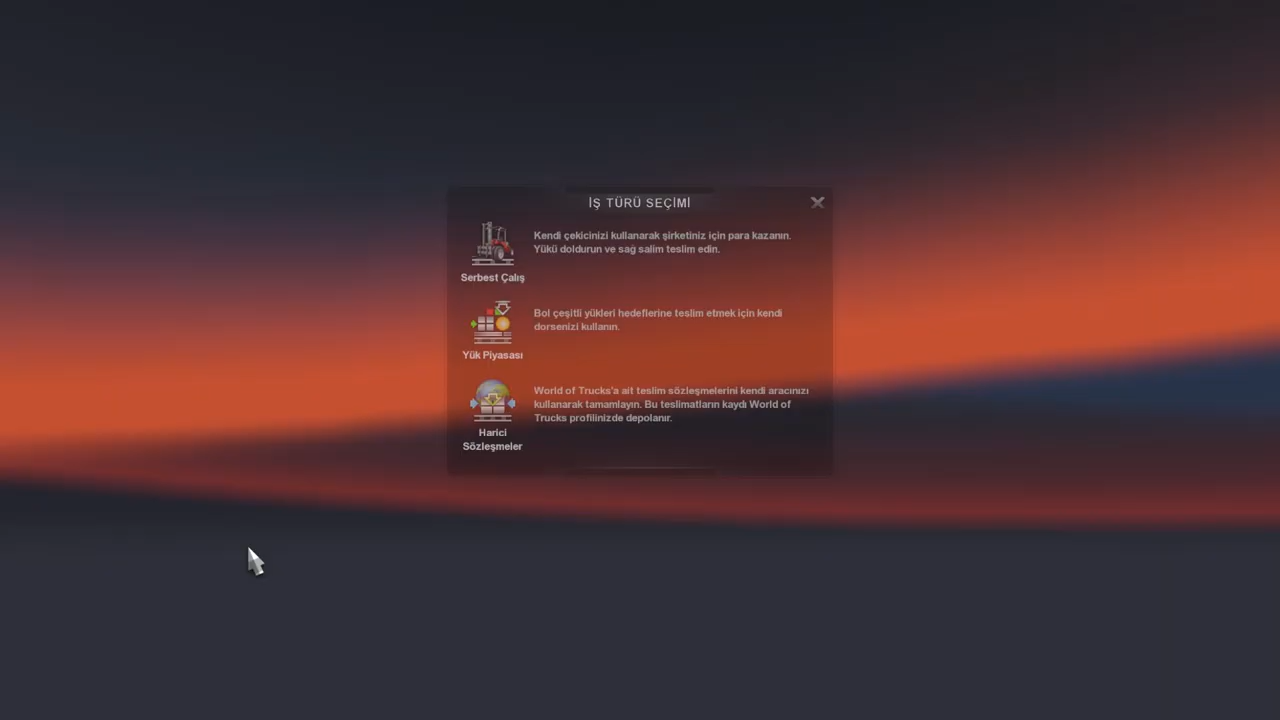 İŞ TÜRÜ SEÇİMİ
Kendi çekicinizi kullanarak şirketiniz için para kazanın.
Yükü doldurun ve sağ salim teslim edin.
Serbest Çalış
Bol çeşitli yükleri hedeflerine teslim etmek için kendi
dorsenizi kullanın.
Yük Piyasası
World of Trucks'a ait teslim sözleşmelerini kendi aracınızı
kullanarak tamamlayın. Bu teslimatların kaydı World of
Trucks profilinizde depolanır.
Harici
Sözleşmeler